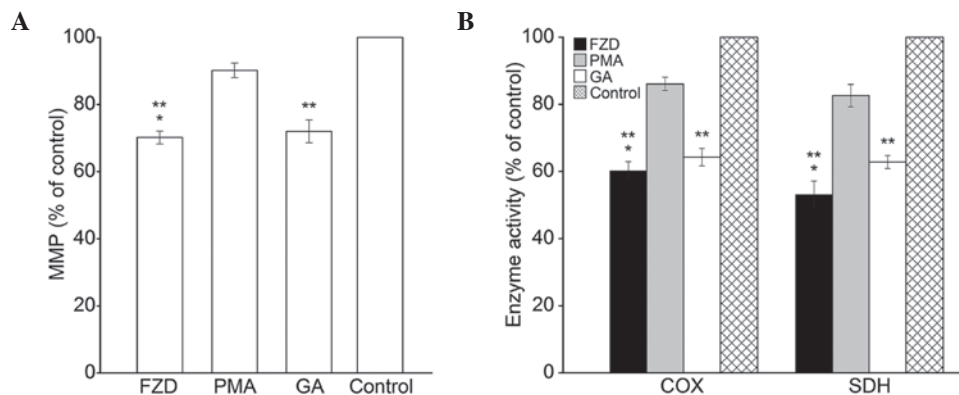 A
100
80
60
40
20
0
MMP (% of control)
**
*
**
FZD PMA GA Control
B
100
80
60
40
20
0
Enzyme activity (% of control)
FZD
PMA
GA
Control
**
*
**
**
*
**
COX SDH